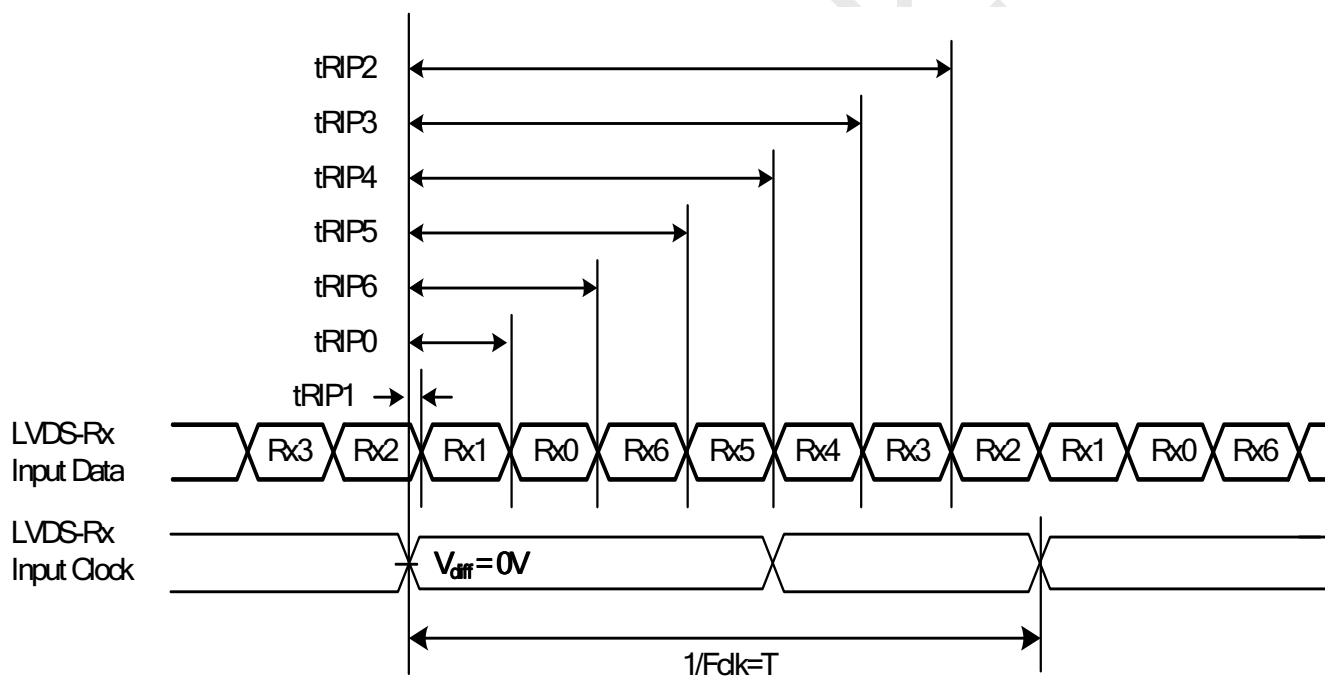 tRIP2
tRIP3
tRIP4
tRIP5
tRIP6
tRIP0
tRIP1
LVDS-Rx
Input Data
Rx3 Rx2 Rx1 Rx0 Rx6 Rx5 Rx4 Rx3 Rx2 Rx1 Rx0 Rx6
LVDS-Rx
Input Clock
Vdiff = 0V
1/Fclk=T